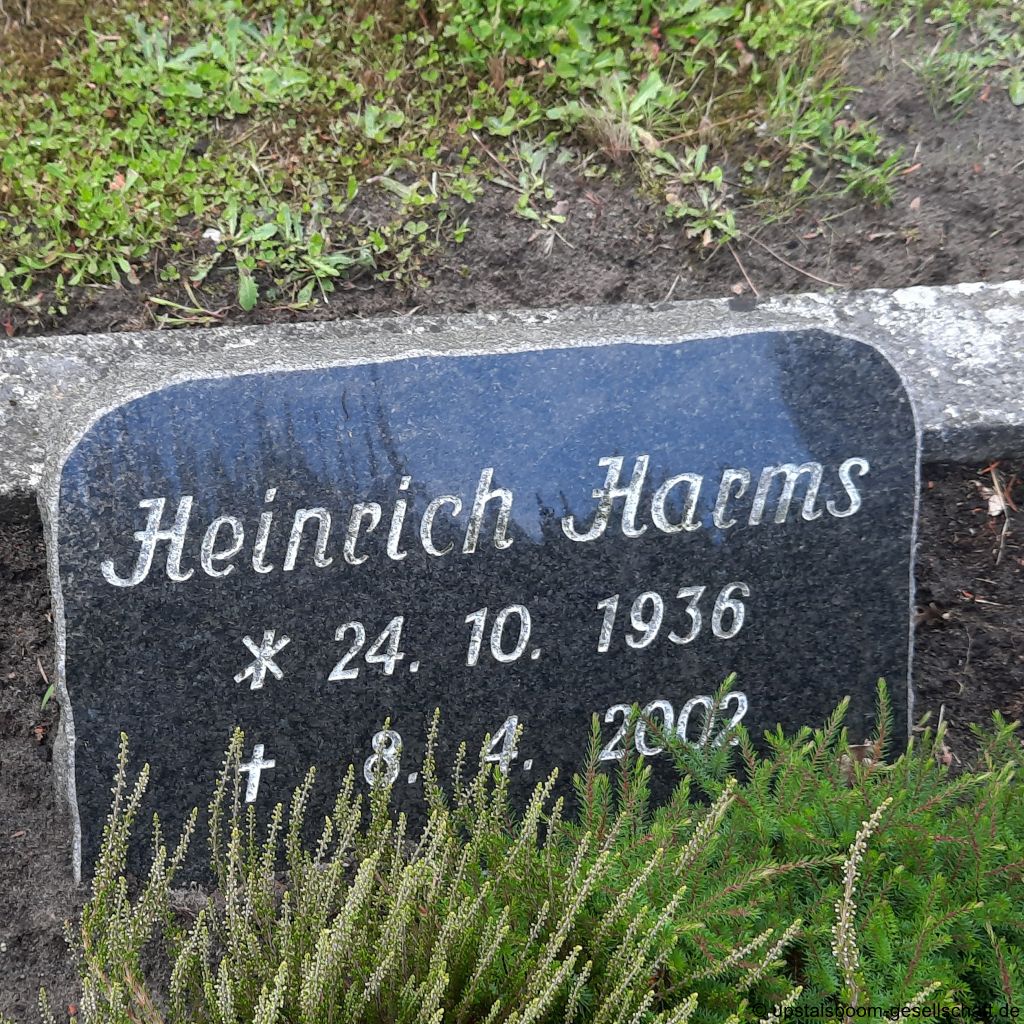 Heinrich Harms
* 24. 10. 1936
† 8. 4. 2002
© upstalsboom-gesellschaft.de